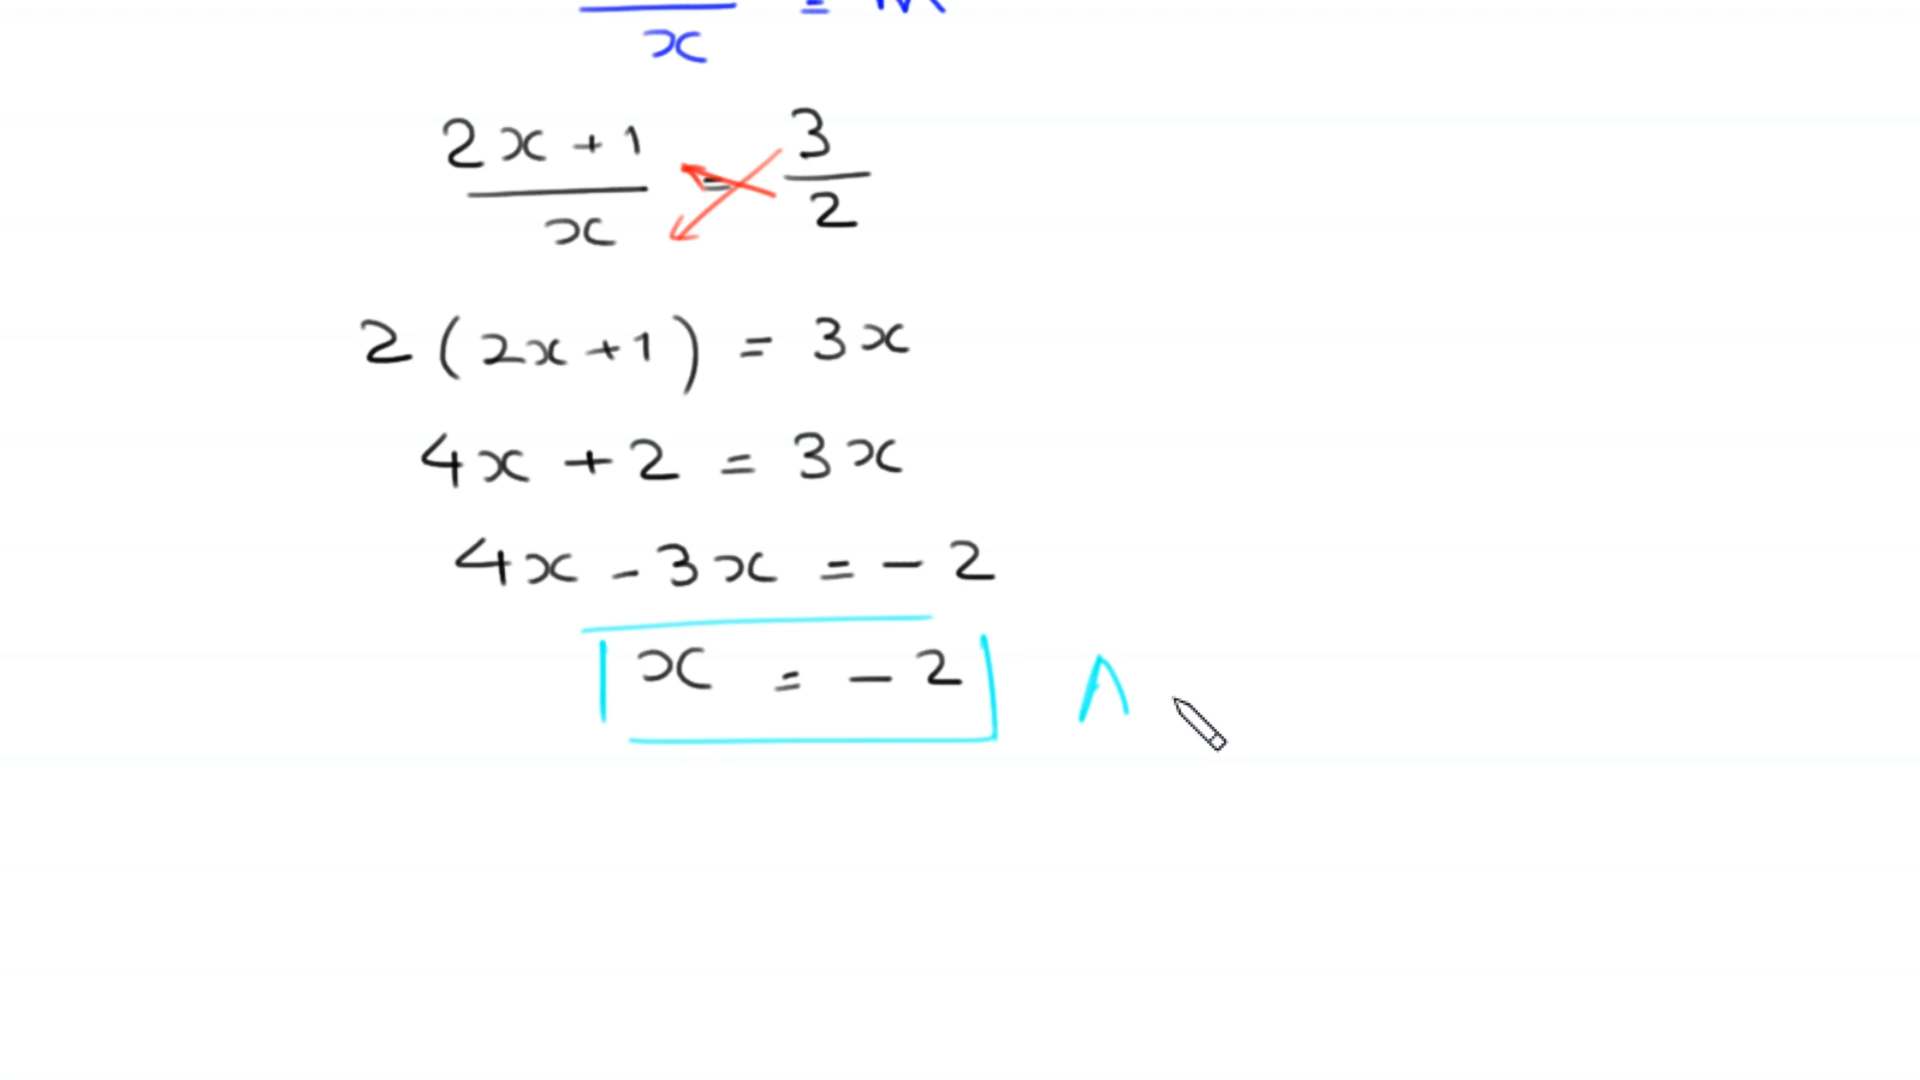 x =
2x + 1 = 3
x 2
2 ( 2x + 1 ) = 3x
4x + 2 = 3x
4x - 3x = - 2
x = - 2